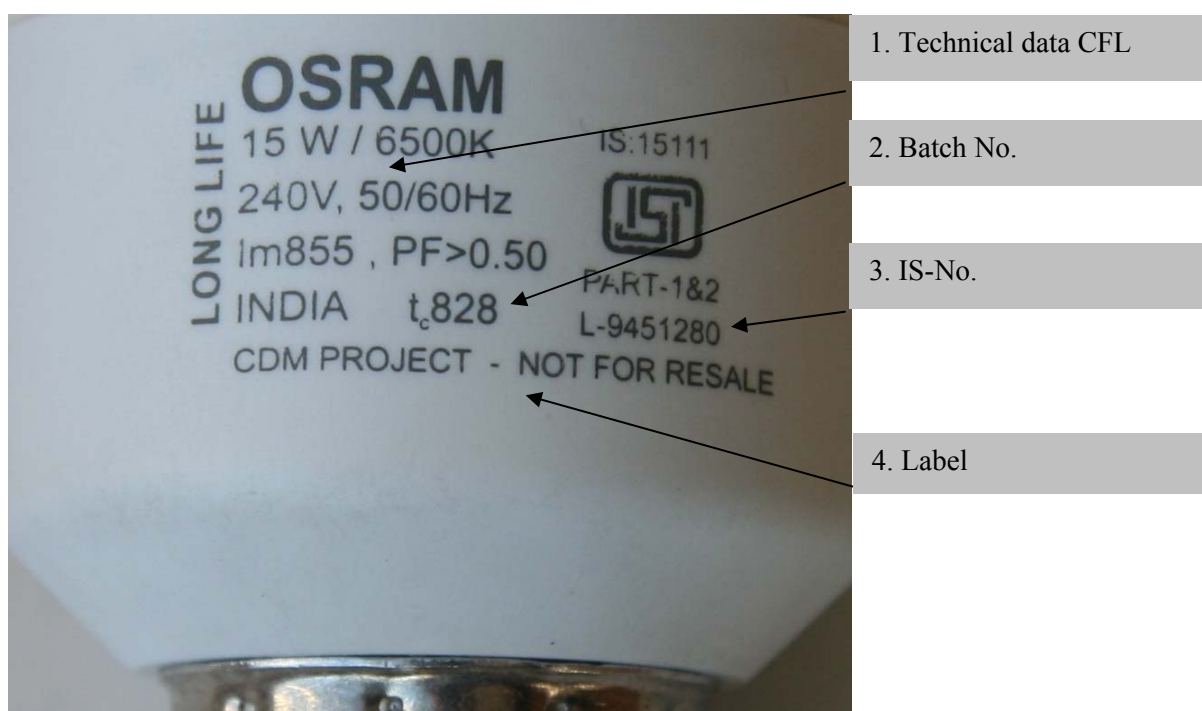 OSRAM
LONG LIFE
15 W / 6500K
240V, 50/60Hz
lm855 , PF>0.50
INDIA tc828
IS:15111
ISI
PART-1&2
L-9451280
CDM PROJECT - NOT FOR RESALE
1. Technical data CFL
2. Batch No.
3. IS-No.
4. Label